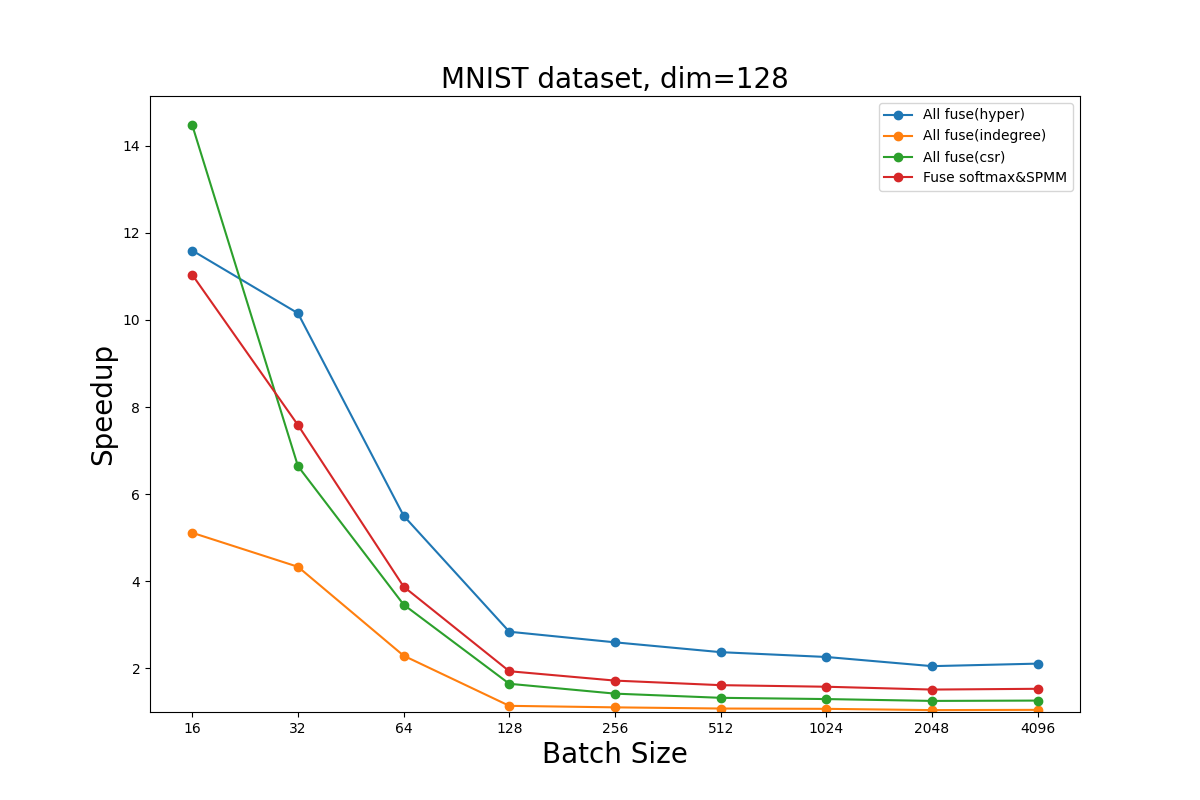 MNIST dataset, dim=128
All fuse(hyper)
All fuse(indegree)
All fuse(csr)
Fuse softmax&SPMM
Speedup
14
12
10
8
6
4
2
16 32 64 128 256 512 1024 2048 4096
Batch Size